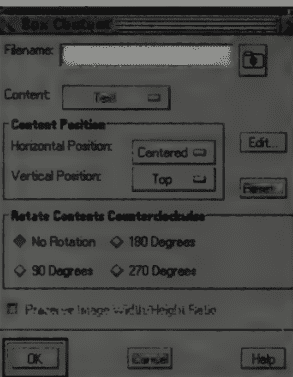 Box Content
Filename:
Content: Text
Content Position
Horizontal Position: Centered
Edit...
Vertical Position: Top
Reset...
Rotate Contents Counterclockwise
No Rotation 180 Degrees
90 Degrees 270 Degrees
Preserve Image Width/Height Ratio
OK Cancel Help